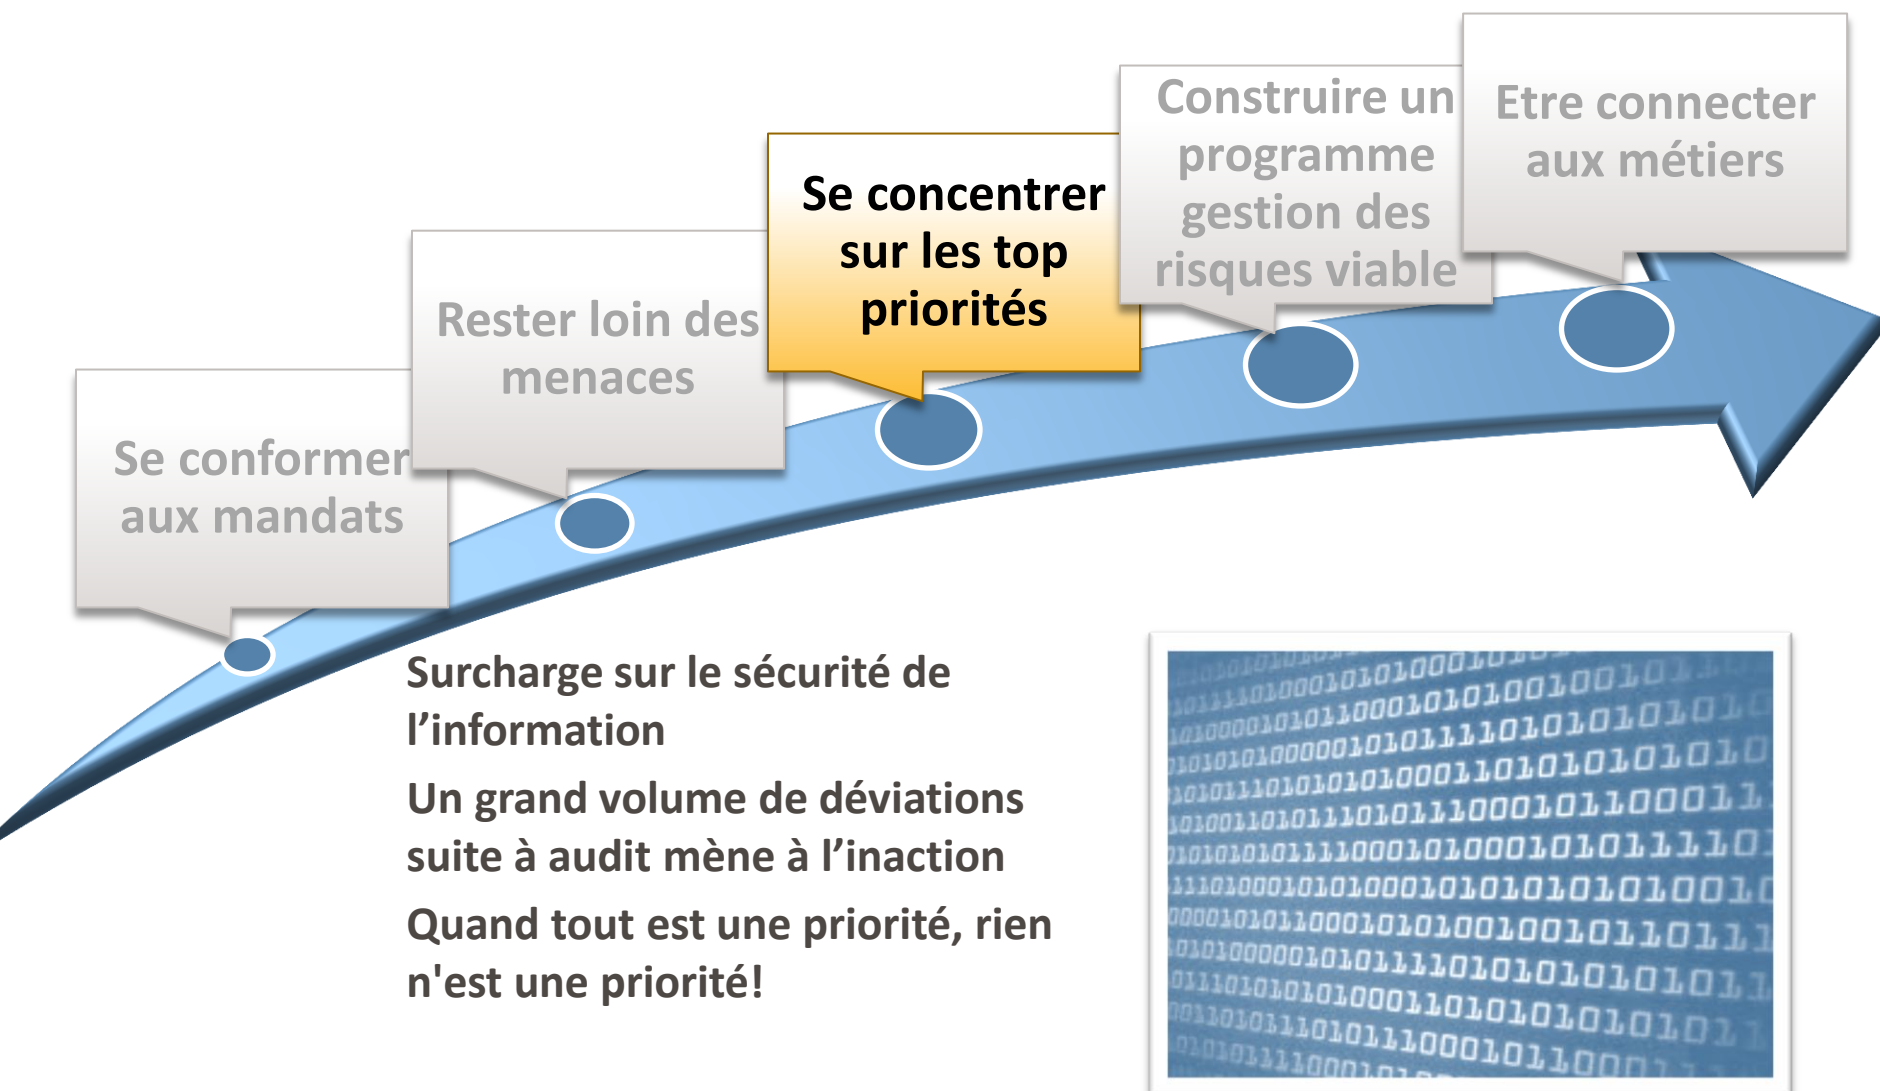 Se conformer
aux mandats
Rester loin des
menaces
Se concentrer
sur les top
priorités
Construire un
programme
gestion des
risques viable
Etre connecter
aux métiers
Surcharge sur le sécurité de
l’information
Un grand volume de déviations
suite à audit mène à l’inaction
Quand tout est une priorité, rien
n'est une priorité!